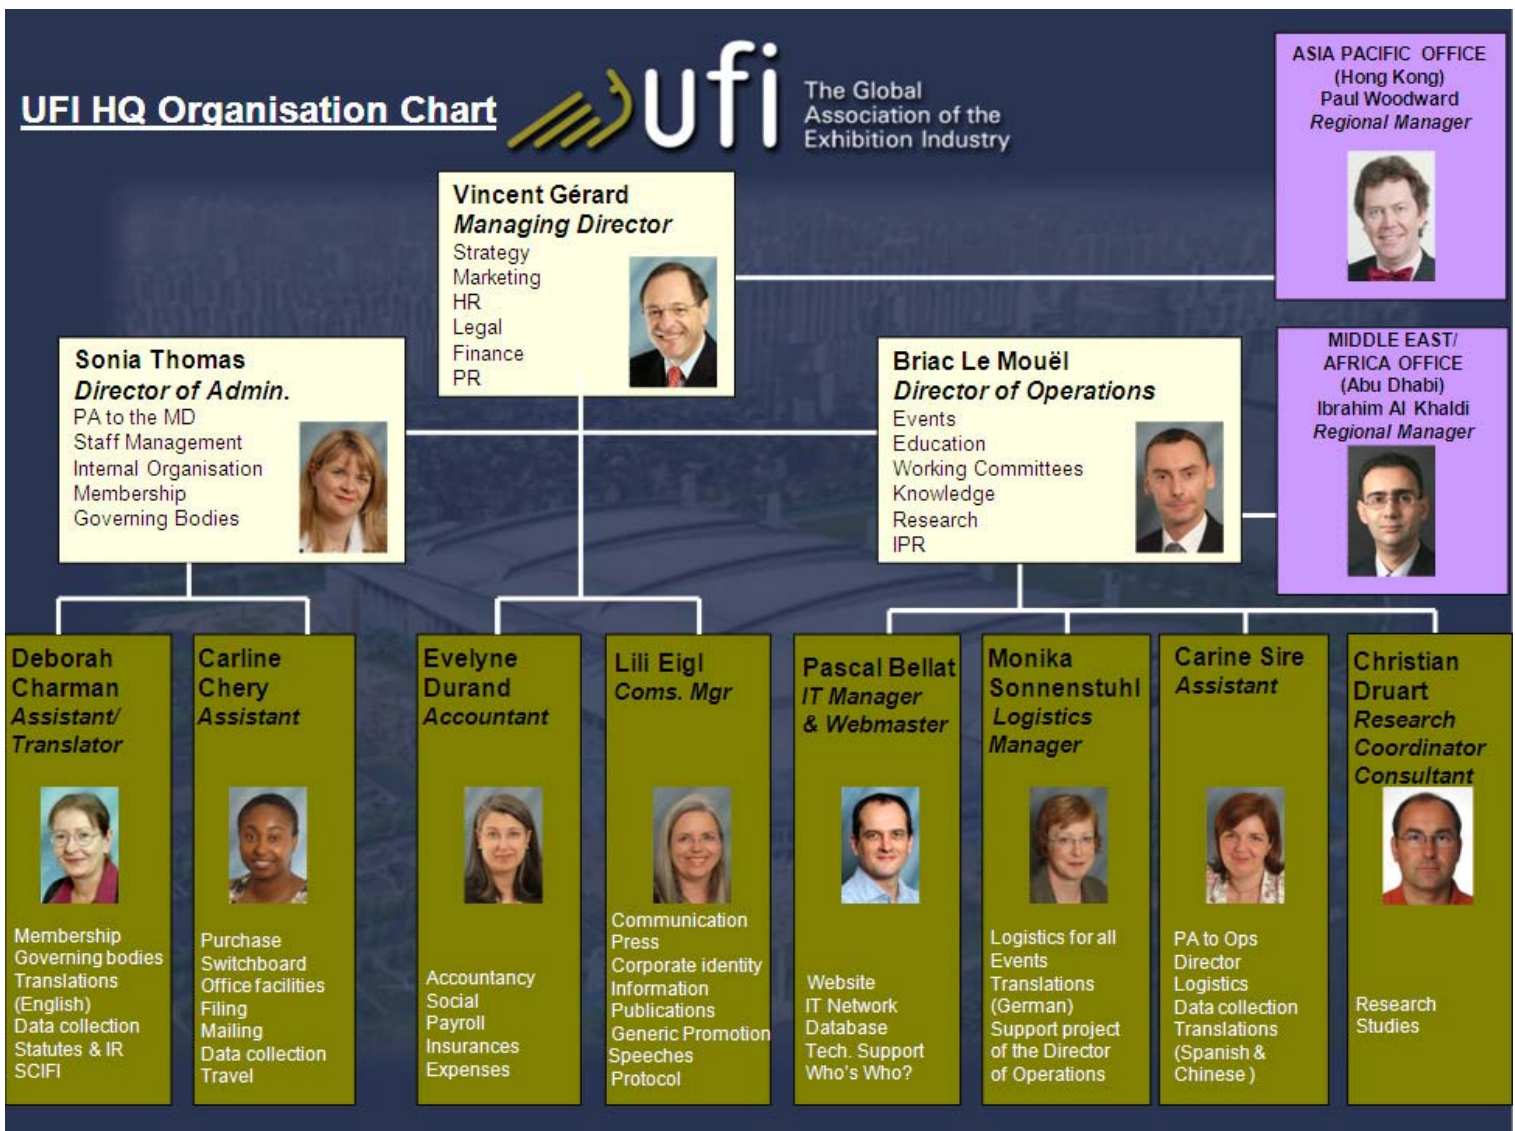 UFI HQ Organisation Chart
ufi
The Global
Association of the
Exhibition Industry
ASIA PACIFIC OFFICE
(Hong Kong)
Paul Woodward
Regional Manager
Vincent Gérard
Managing Director
Strategy
Marketing
HR
Legal
Finance
PR
MIDDLE EAST/
AFRICA OFFICE
(Abu Dhabi)
Ibrahim Al Khaldi
Regional Manager
Sonia Thomas
Director of Admin.
PA to the MD
Staff Management
Internal Organisation
Membership
Governing Bodies
Briac Le Mouël
Director of Operations
Events
Education
Working Committees
Knowledge
Research
IPR
Deborah
Charman
Assistant/
Translator
Membership
Governing bodies
Translations
(English)
Data collection
Statutes & IR
SCIFI
Carline
Chery
Assistant
Purchase
Switchboard
Office facilities
Filing
Mailing
Data collection
Travel
Evelyne
Durand
Accountant
Accountancy
Social
Payroll
Insurances
Expenses
Lili Eigl
Coms. Mgr
Communication
Press
Corporate identity
Information
Publications
Generic Promotion
Speeches
Protocol
Pascal Bellat
IT Manager
& Webmaster
Website
IT Network
Database
Tech. Support
Who's Who?
Monika
Sonnenstuhl
Logistics
Manager
Logistics for all
Events
Translations
(German)
Support project
of the Director
of Operations
Carine Sire
Assistant
PA to Ops
Director
Logistics
Data collection
Translations
(Spanish &
Chinese )
Christian
Druart
Research
Coordinator
Consultant
Research
Studies